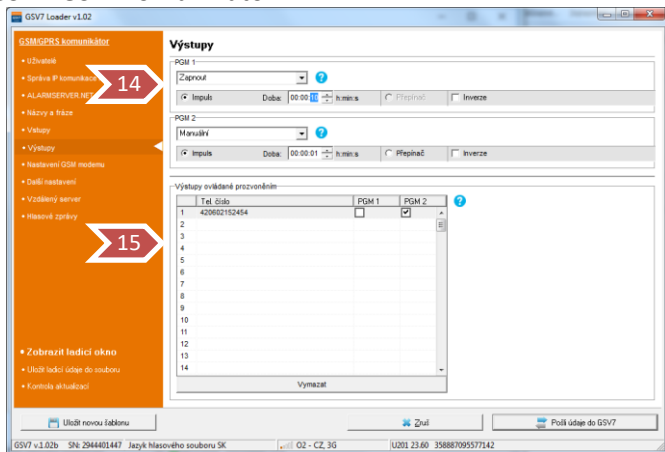 GSV7 Loader v1.02
GSM/GPRS komunikátor
• Uživatelé
• Správa IP komunikace
• ALARMSERVER.NET
• Názvy a fráze
• Vstupy
• Výstupy
• Nastavení GSM modemu
• Další nastavení
• Vzdálený server
• Hlasové zprávy
14
15
• Zobrazit ladicí okno
• Uložit ladicí údaje do souboru
• Kontrola aktualizací
Výstupy
PGM 1
Zapnout ?
Impuls Doba: 00:00:10 h:min:s Přepínač Inverze
PGM 2
Manuální ?
Impuls Doba: 00:00:01 h:min:s Přepínač Inverze
Výstupy ovládané prozvoněním
Tel. číslo PGM 1 PGM 2 ?
1 420602152454
2
3
4
5
6
7
8
9
10
11
12
13
14
Vymazat
Uložit novou šablonu Zruš Pošli údaje do GSV7
GSV7 v.1.02b SN: 2944401447 Jazyk hlasového souboru SK O2 - CZ, 3G U201 23.60 358887095577142